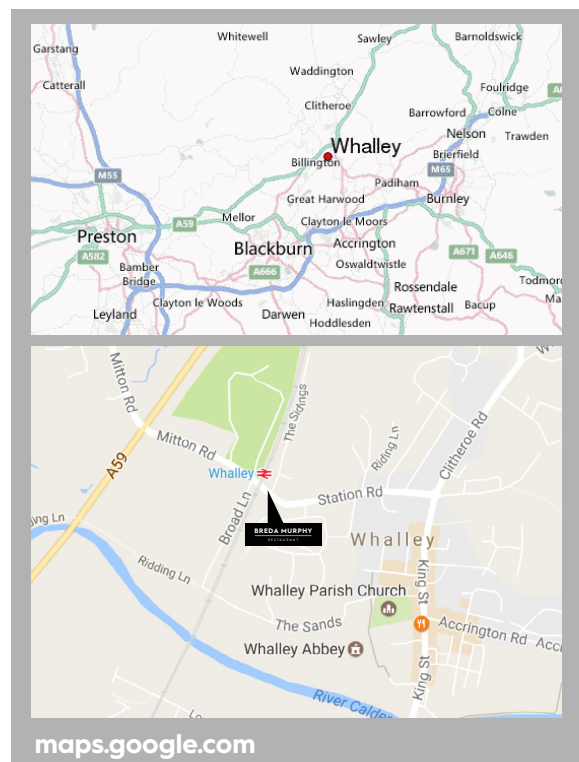 Whitewell
Sawley
Barnoldswick
Garstang
Waddington
Catterall
Foulridge
Clitheroe
Barrowford
Colne
Whalley
Nelson
Trawden
Billington
Brierfield
M55
M65
Padiham
Great Harwood
Burnley
Mellor
A59
Clayton le Moors
Preston
Blackburn
Accrington
A582
A671
A646
Oswaldtwistle
Bamber
Bridge
A666
Rossendale
Clayton le Woods
Haslingden
Rawtenstall
Bacup
Leyland
Darwen
Hoddlesden
Mitton Rd
The Sidings
Mitton Rd
A59
Riding Ln
Clitheroe Rd
Whalley
Station Rd
Broad Ln
BREDA MURPHY
RESTAURANT
Whalley
Ridding Ln
King St
Whalley Parish Church
The Sands
Accrington Rd
Whalley Abbey
King St
River Calder
maps.google.com